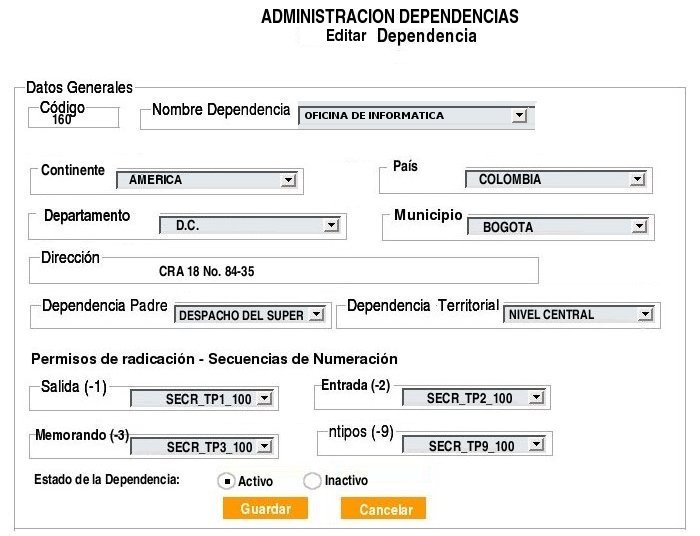 ADMINISTRACION DEPENDENCIAS
Editar Dependencia
Datos Generales
Código
160
Nombre Dependencia OFICINA DE INFORMATICA
Continente AMERICA
País COLOMBIA
Departamento D.C.
Municipio BOGOTA
Dirección
CRA 18 No. 84-35
Dependencia Padre DESPACHO DEL SUPER
Dependencia Territorial NIVEL CENTRAL
Permisos de radicación - Secuencias de Numeración
Salida (-1) SECR_TP1_100
Entrada (-2) SECR_TP2_100
Memorando (-3) SECR_TP3_100
ntipos (-9) SECR_TP9_100
Estado de la Dependencia: Activo Inactivo
Guardar Cancelar